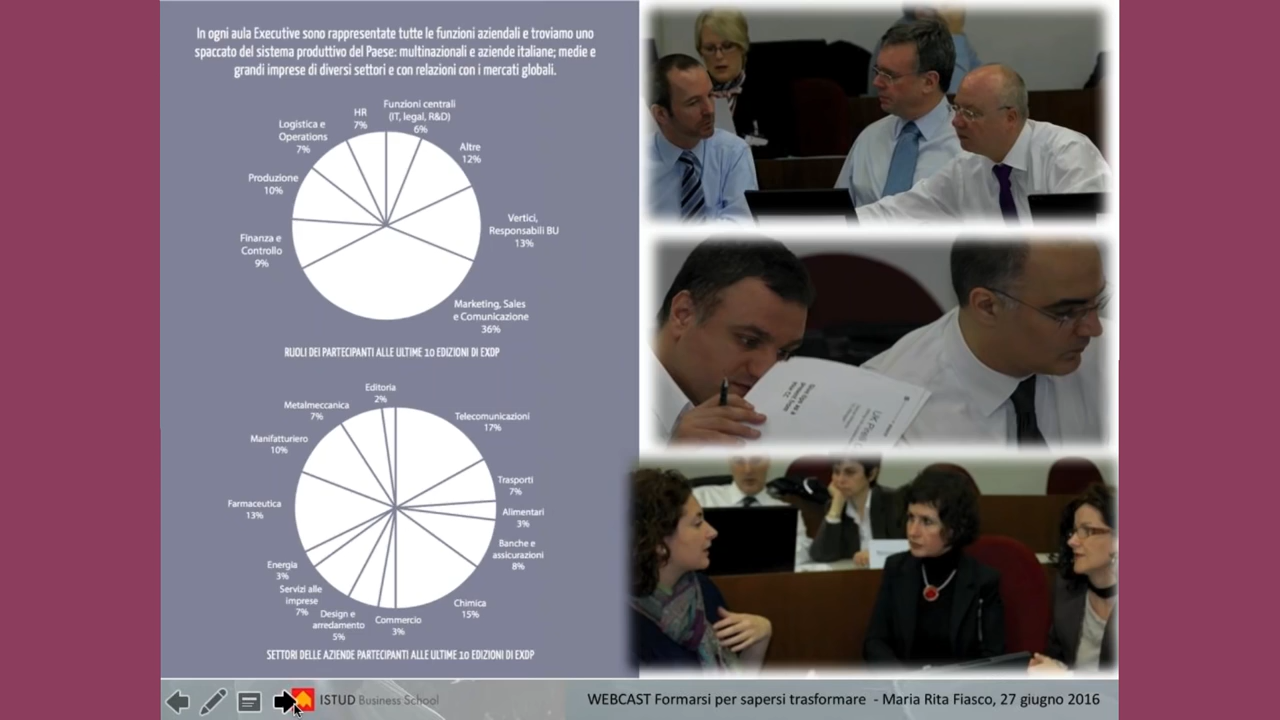 In ogni aula Executive sono rappresentate tutte le funzioni aziendali e troviamo uno
spaccato del sistema produttivo del Paese: multinazionali e aziende italiane; medie e
grandi imprese di diversi settori e con relazioni con i mercati globali.
Funzioni centrali
(IT, legal, R&D)
6%
HR
7%
Logistica e
Operations
7%
Altre
12%
Produzione
10%
Vertici,
Responsabili BU
13%
Finanza e
Controllo
9%
Marketing, Sales
e Comunicazione
36%
RUOLI DEI PARTECIPANTI ALLE ULTIME 10 EDIZIONI DI EXDP
Editoria
2%
Metalmeccanica
7%
Telecomunicazioni
17%
Manifatturiero
10%
Trasporti
7%
Farmaceutica
13%
Alimentari
3%
Banche e
assicurazioni
8%
Energia
3%
Servizi alle
imprese
7%
Chimica
15%
Design e
arredamento
5%
Commercio
3%
SETTORI DELLE AZIENDE PARTECIPANTI ALLE ULTIME 10 EDIZIONI DI EXDP
ISTUD Business School
WEBCAST Formarsi per sapersi trasformare - Maria Rita Fiasco, 27 giugno 2016